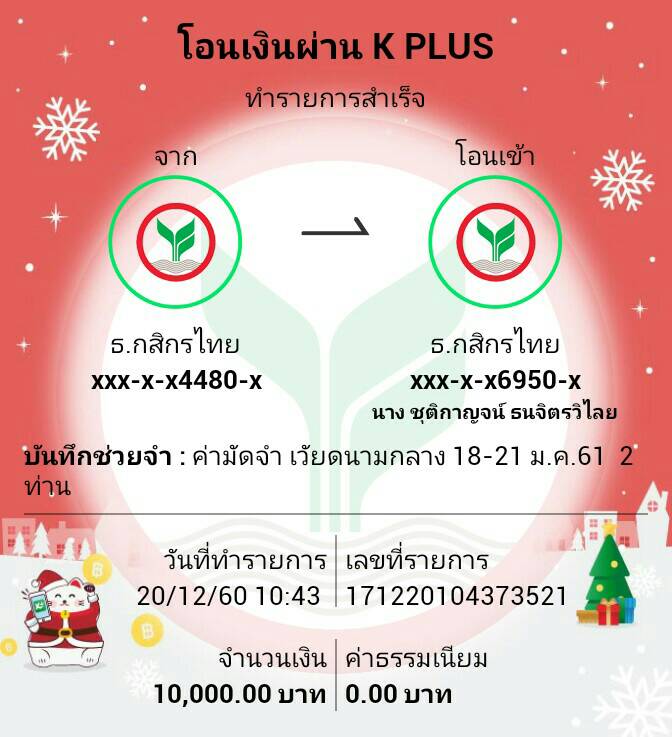 โอนเงินผ่าน K PLUS
ทำรายการสำเร็จ
จาก
โอนเข้า
ธ.กสิกรไทย
xxx-x-x4480-x
ธ.กสิกรไทย
xxx-x-x6950-x
นาง ชุติกาญจน์ ธนจิตรวิไลย
บันทึกช่วยจำ : ค่ามัดจำ เวียดนามกลาง 18-21 ม.ค.61 2
ท่าน
วันที่ทำรายการ
20/12/60 10:43
เลขที่รายการ
171220104373521
จำนวนเงิน
10,000.00 บาท
ค่าธรรมเนียม
0.00 บาท